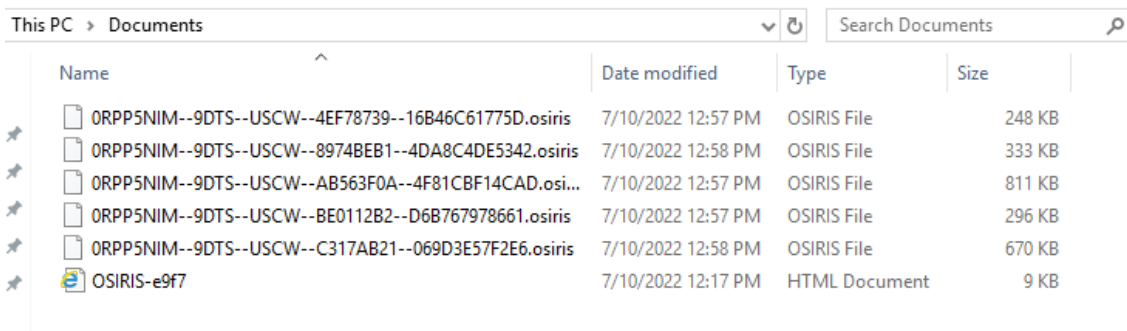 This PC > Documents Search Documents
Name Date modified Type Size
0RPP5NIM--9DTS--USCW--4EF78739--16B46C61775D.osiris 7/10/2022 12:57 PM OSIRIS File 248 KB
0RPP5NIM--9DTS--USCW--8974BEB1--4DA8C4DE5342.osiris 7/10/2022 12:58 PM OSIRIS File 333 KB
0RPP5NIM--9DTS--USCW--AB563F0A--4F81CBF14CAD.osi... 7/10/2022 12:57 PM OSIRIS File 811 KB
0RPP5NIM--9DTS--USCW--BE0112B2--D6B767978661.osiris 7/10/2022 12:57 PM OSIRIS File 296 KB
0RPP5NIM--9DTS--USCW--C317AB21--069D3E57F2E6.osiris 7/10/2022 12:58 PM OSIRIS File 670 KB
OSIRIS-e9f7 7/10/2022 12:17 PM HTML Document 9 KB